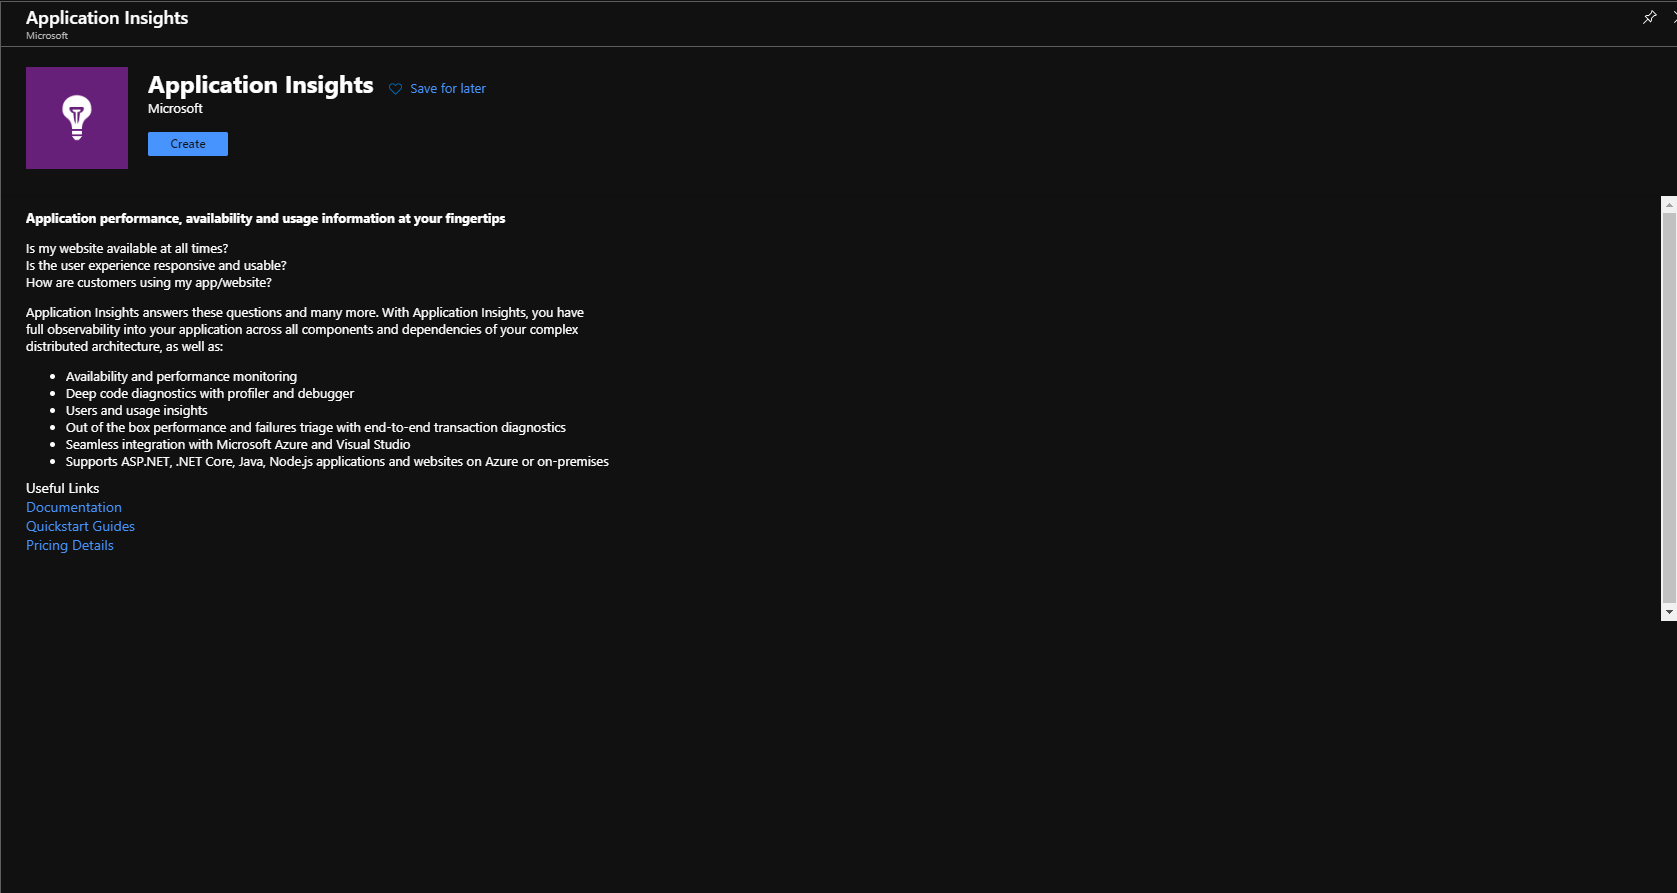 Application Insights
Microsoft
Application Insights
Save for later
Microsoft
Create
Application performance, availability and usage information at your fingertips
Is my website available at all times?
Is the user experience responsive and usable?
How are customers using my app/website?
Application Insights answers these questions and many more. With Application Insights, you have
full observability into your application across all components and dependencies of your complex
distributed architecture, as well as:
Availability and performance monitoring
Deep code diagnostics with profiler and debugger
Users and usage insights
Out of the box performance and failures triage with end-to-end transaction diagnostics
Seamless integration with Microsoft Azure and Visual Studio
Supports ASP.NET, .NET Core, Java, Node.js applications and websites on Azure or on-premises
Useful Links
Documentation
Quickstart Guides
Pricing Details